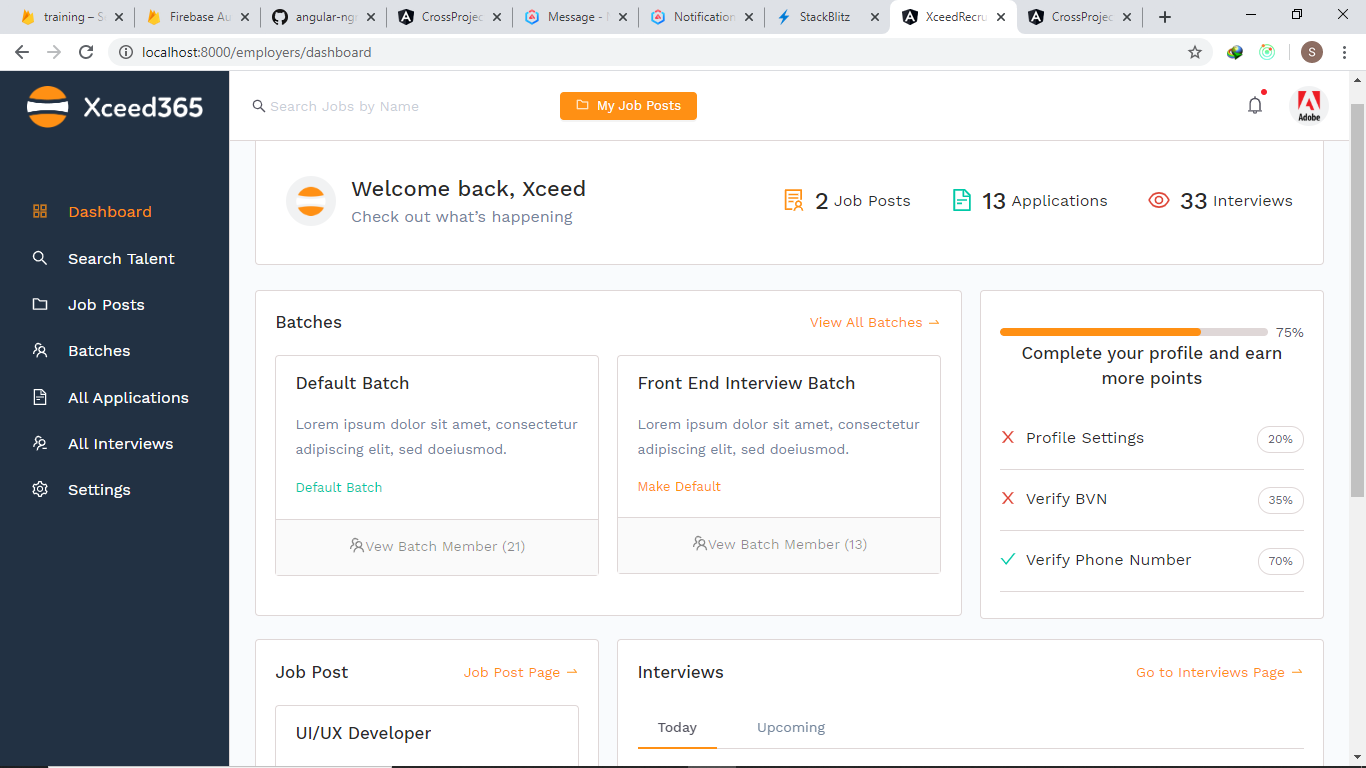 training – S
Firebase Au
angular-ngr
CrossProjec
Message - N
Notification
StackBlitz
XceedRecru
CrossProjec
localhost:8000/employers/dashboard
S
Xceed365
Search Jobs by Name
My Job Posts
Adobe
Dashboard
Search Talent
Job Posts
Batches
All Applications
All Interviews
Settings
Welcome back, Xceed
Check out what’s happening
2 Job Posts
13 Applications
33 Interviews
Batches
View All Batches →
Default Batch
Lorem ipsum dolor sit amet, consectetur
adipiscing elit, sed doeiusmod.
Default Batch
Vew Batch Member (21)
Front End Interview Batch
Lorem ipsum dolor sit amet, consectetur
adipiscing elit, sed doeiusmod.
Make Default
Vew Batch Member (13)
75%
Complete your profile and earn
more points
Profile Settings 20%
Verify BVN 35%
Verify Phone Number 70%
Job Post
Job Post Page →
UI/UX Developer
Interviews
Go to Interviews Page →
Today
Upcoming